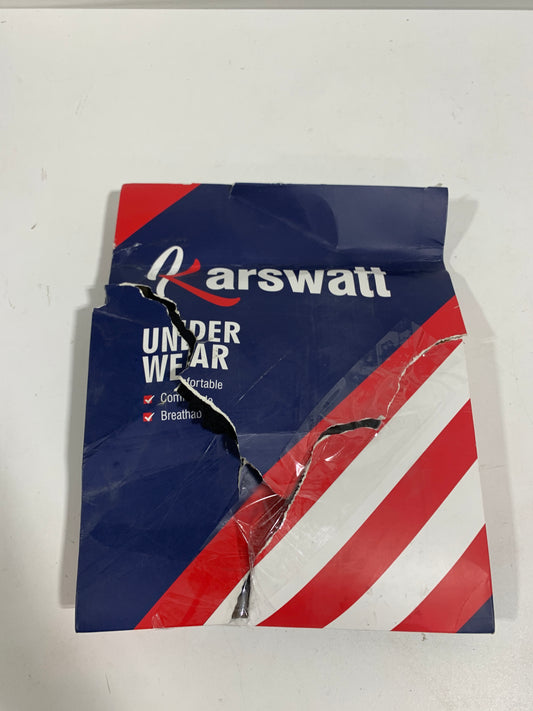 Karswatt
UNDER
WEAR
Comfortable
Breathab